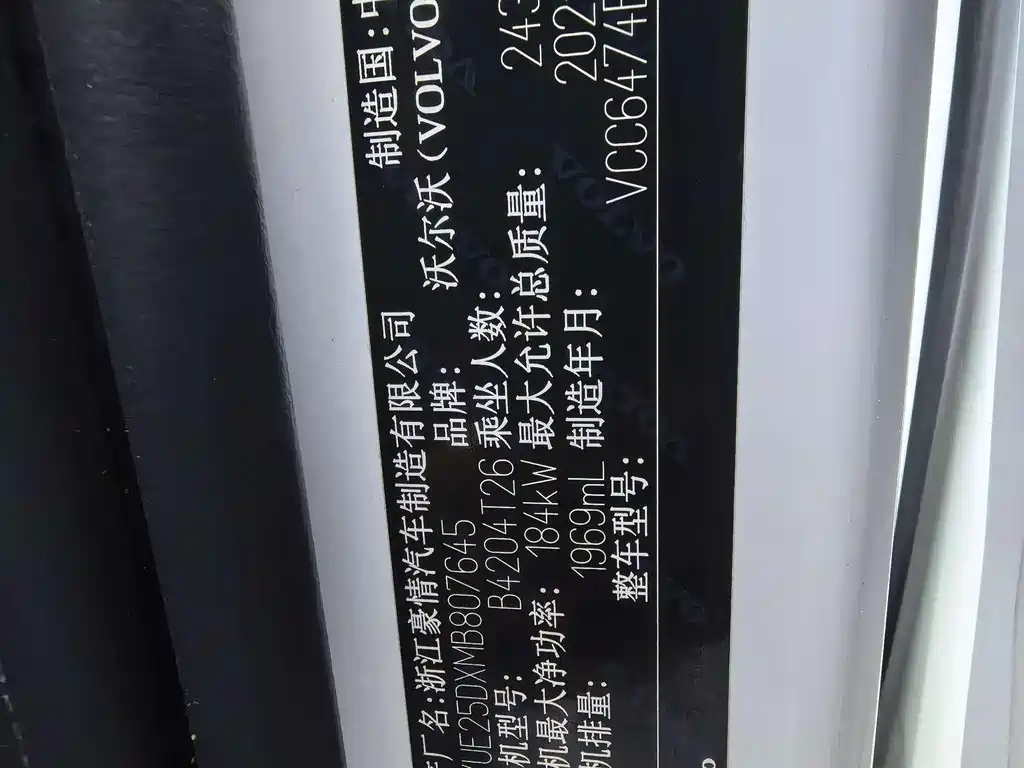 厂名:浙江豪情汽车制造有限公司 制造国:中
YUE25DXMB807645 品牌: 沃尔沃(VOLVO
机型号: B4204T26 乘坐人数:
机最大净功率: 184kW 最大允许总质量: 243
机排量: 1969mL 制造年月: 202
整车型号: VCC6474